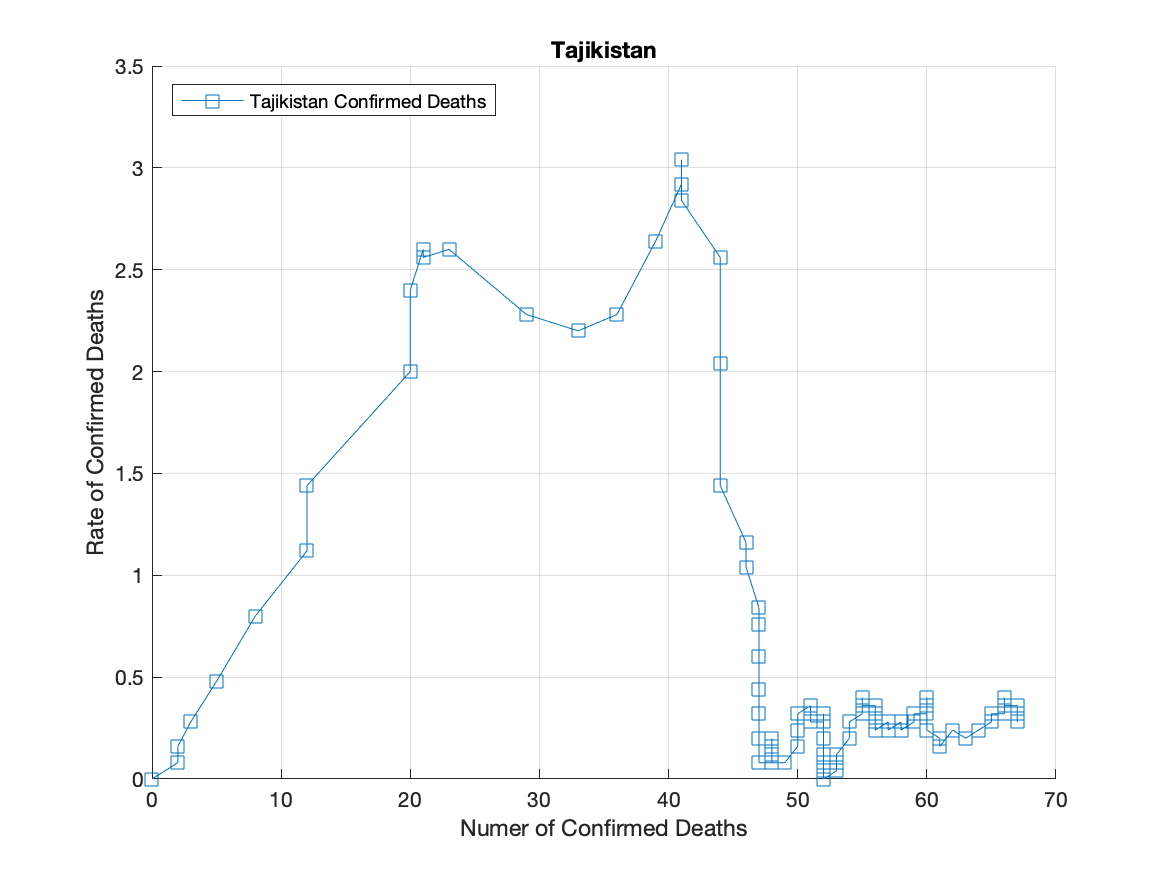 Tajikistan
Tajikistan Confirmed Deaths
3.5
3
2.5
2
1.5
1
0.5
0
Rate of Confirmed Deaths
0 10 20 30 40 50 60 70
Numer of Confirmed Deaths